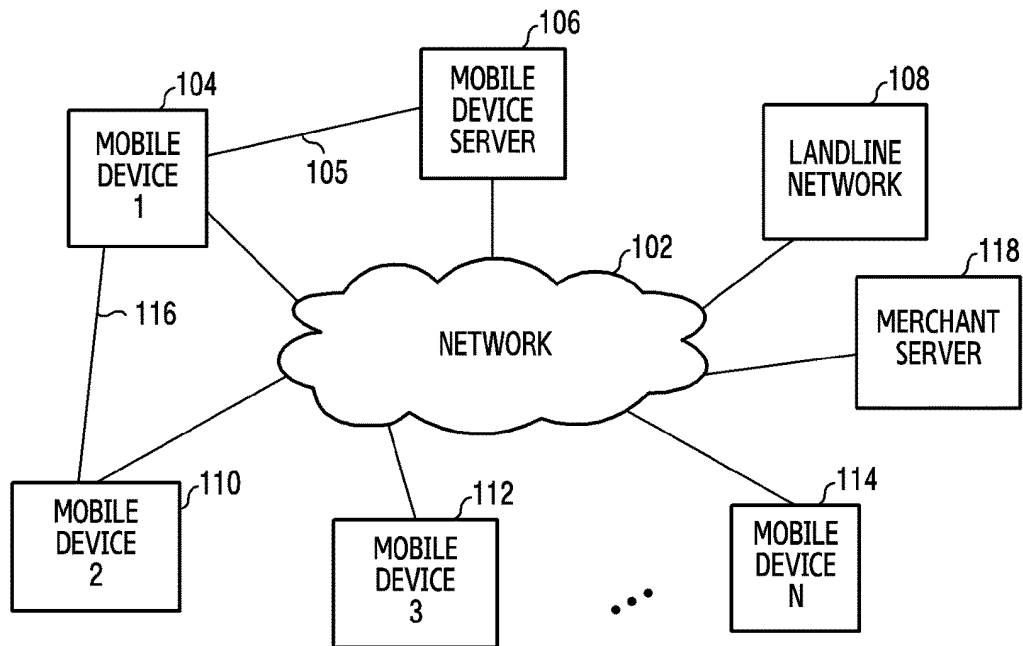 106
MOBILE
DEVICE
SERVER
104
MOBILE
DEVICE
1
105
108
LANDLINE
NETWORK
102
NETWORK
118
MERCHANT
SERVER
116
110
MOBILE
DEVICE
2
112
MOBILE
DEVICE
3
114
MOBILE
DEVICE
N